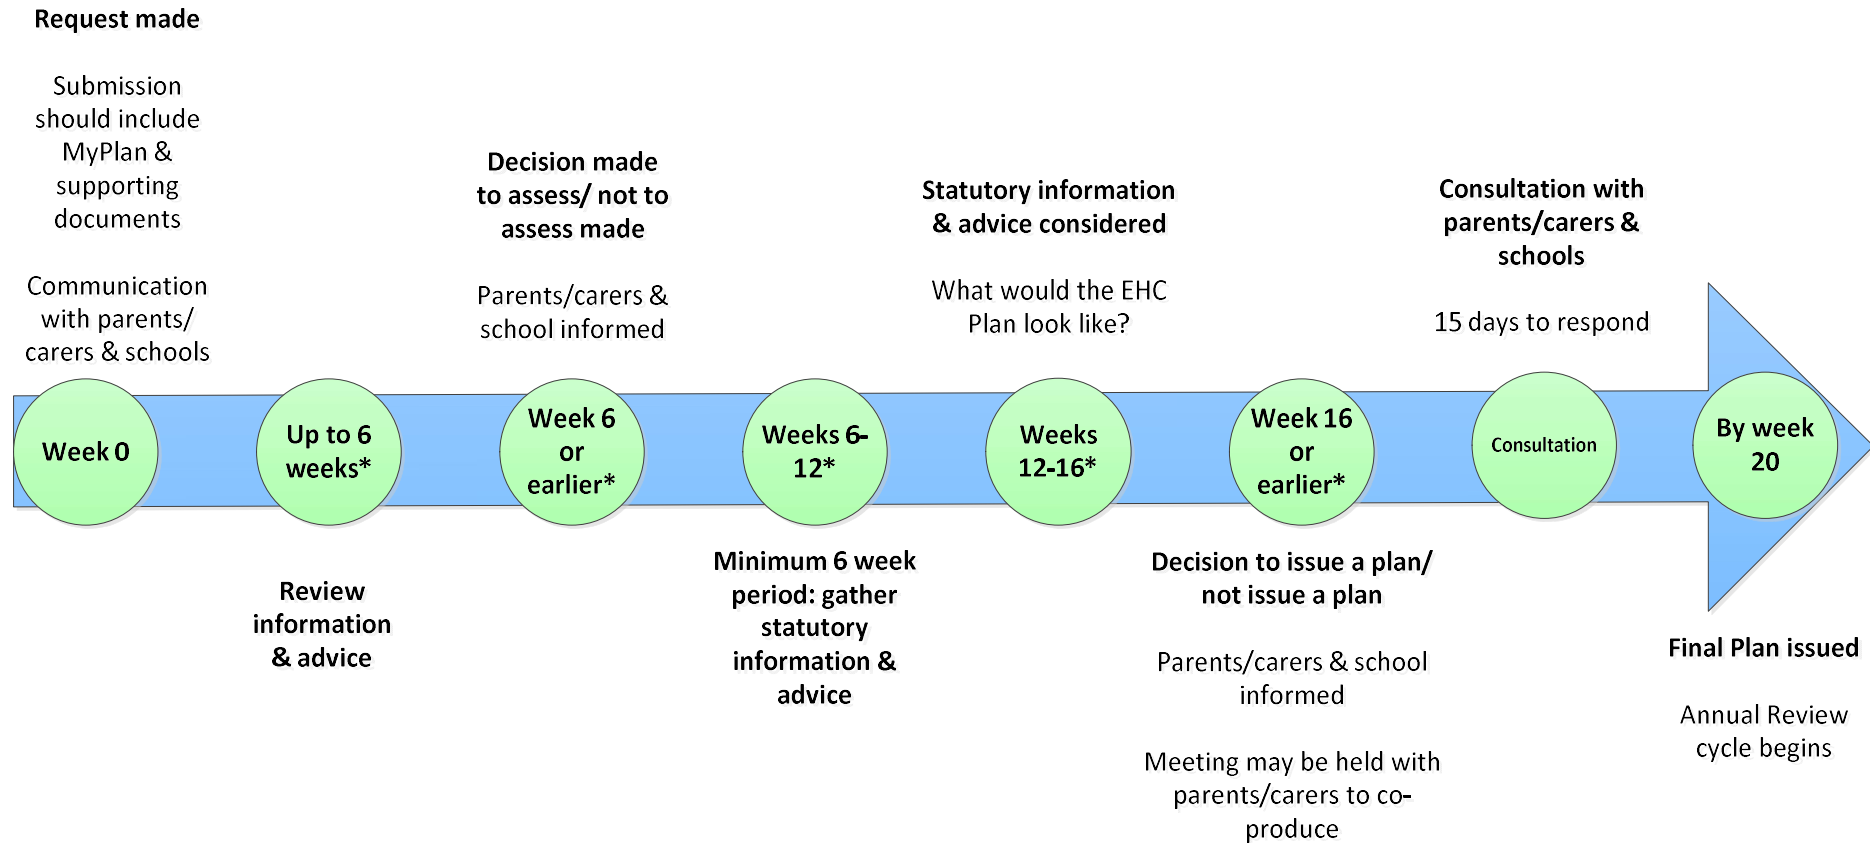 Request made
Submission
should include
MyPlan &
supporting
documents
Communication
with parents/
carers & schools
Week 0
Up to 6
weeks*
Review
information
& advice
Decision made
to assess/ not to
assess made
Parents/carers &
school informed
Week 6
or
earlier*
Weeks 6-
12*
Minimum 6 week
period: gather
statutory
information &
advice
Statutory information
& advice considered
What would the EHC
Plan look like?
Weeks
12-16*
Week 16
or
earlier*
Decision to issue a plan/
not issue a plan
Parents/carers & school
informed
Meeting may be held with
parents/carers to co-
produce
Consultation with
parents/carers &
schools
15 days to respond
Consultation
By week
20
Final Plan issued
Annual Review
cycle begins